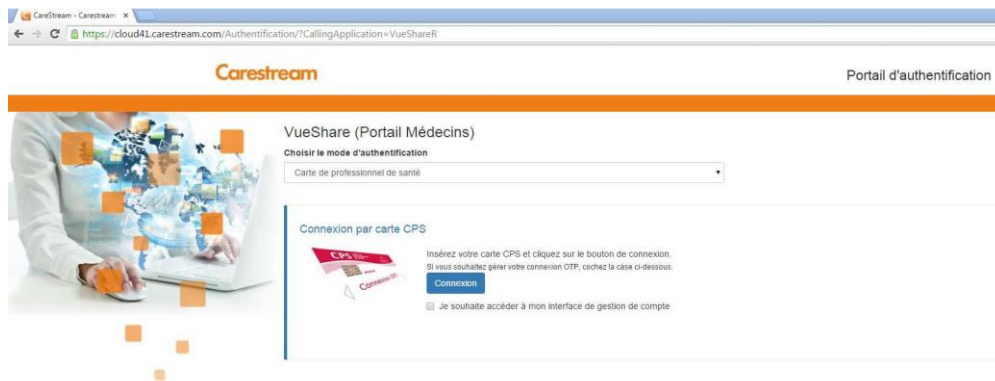 CareStream - Carestream
https://cloud41.carestream.com/Authentification/?CallingApplication=VueShareR
Carestream
Portail d'authentification
VueShare (Portail Médecins)
Choisir le mode d'authentification
Carte de professionnel de santé
Connexion par carte CPS
CPS
Insérez votre carte CPS et cliquez sur le bouton de connexion.
Si vous souhaitez gérer votre connexion OTP, cochez la case ci-dessous.
Connexion
Je souhaite accéder à mon interface de gestion de compte